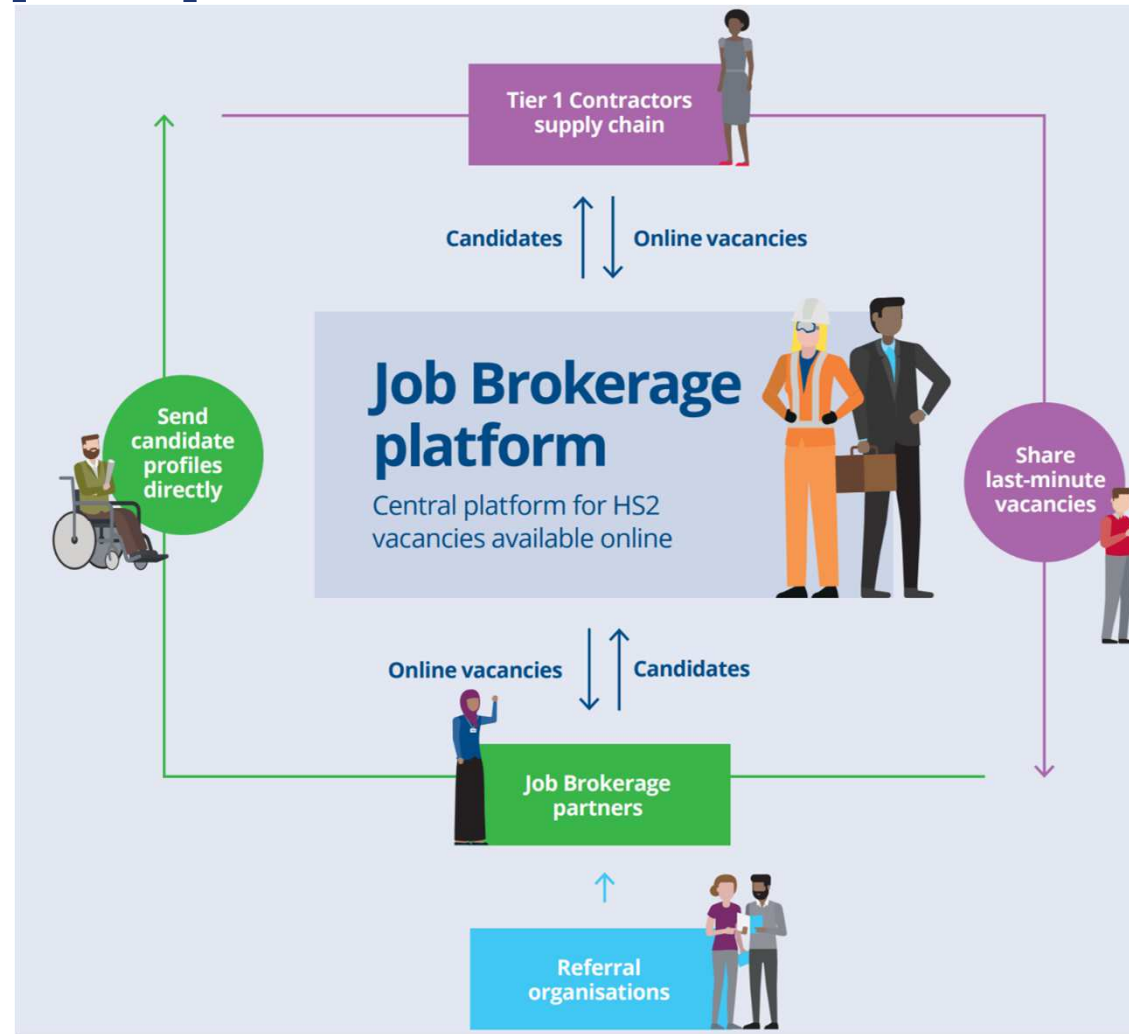 Tier 1 Contractors
supply chain
Candidates
Online vacancies
Job Brokerage
platform
Central platform for HS2
vacancies available online
Send
candidate
profiles
directly
Share
last-minute
vacancies
Online vacancies
Candidates
Job Brokerage
partners
Referral
organisations